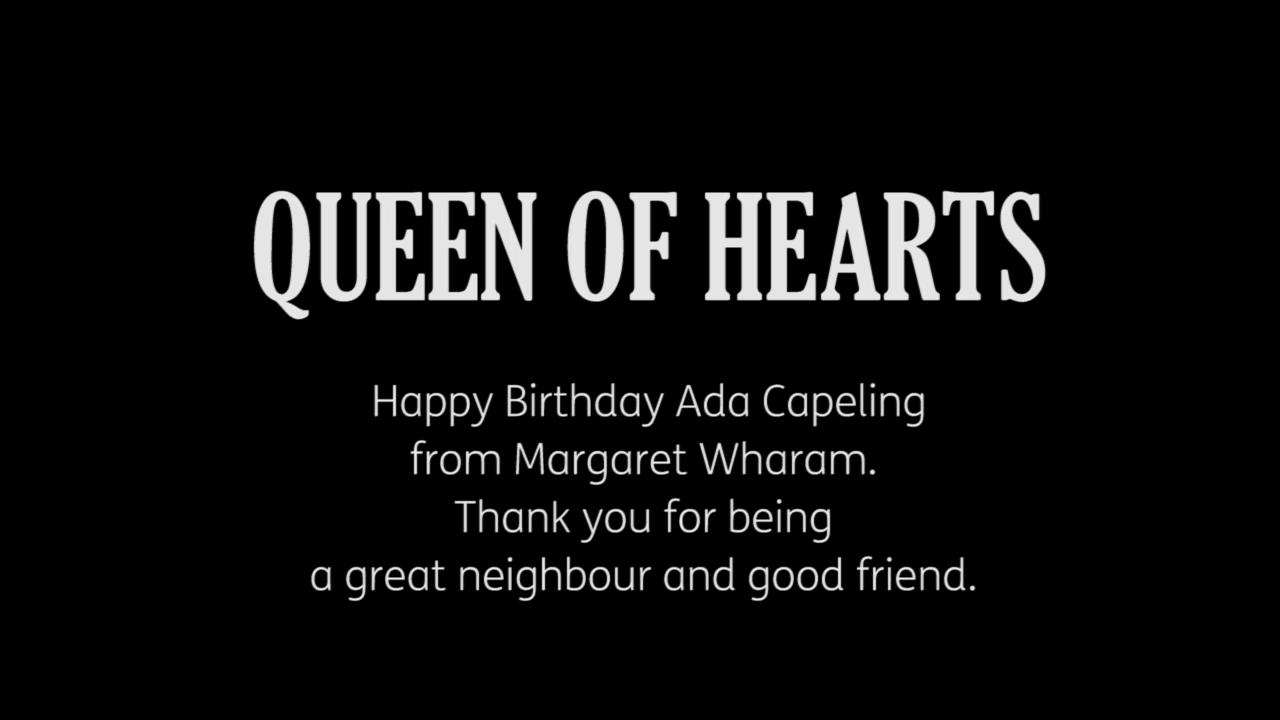 QUEEN OF HEARTS
Happy Birthday Ada Capeling
from Margaret Wharam.
Thank you for being
a great neighbour and good friend.